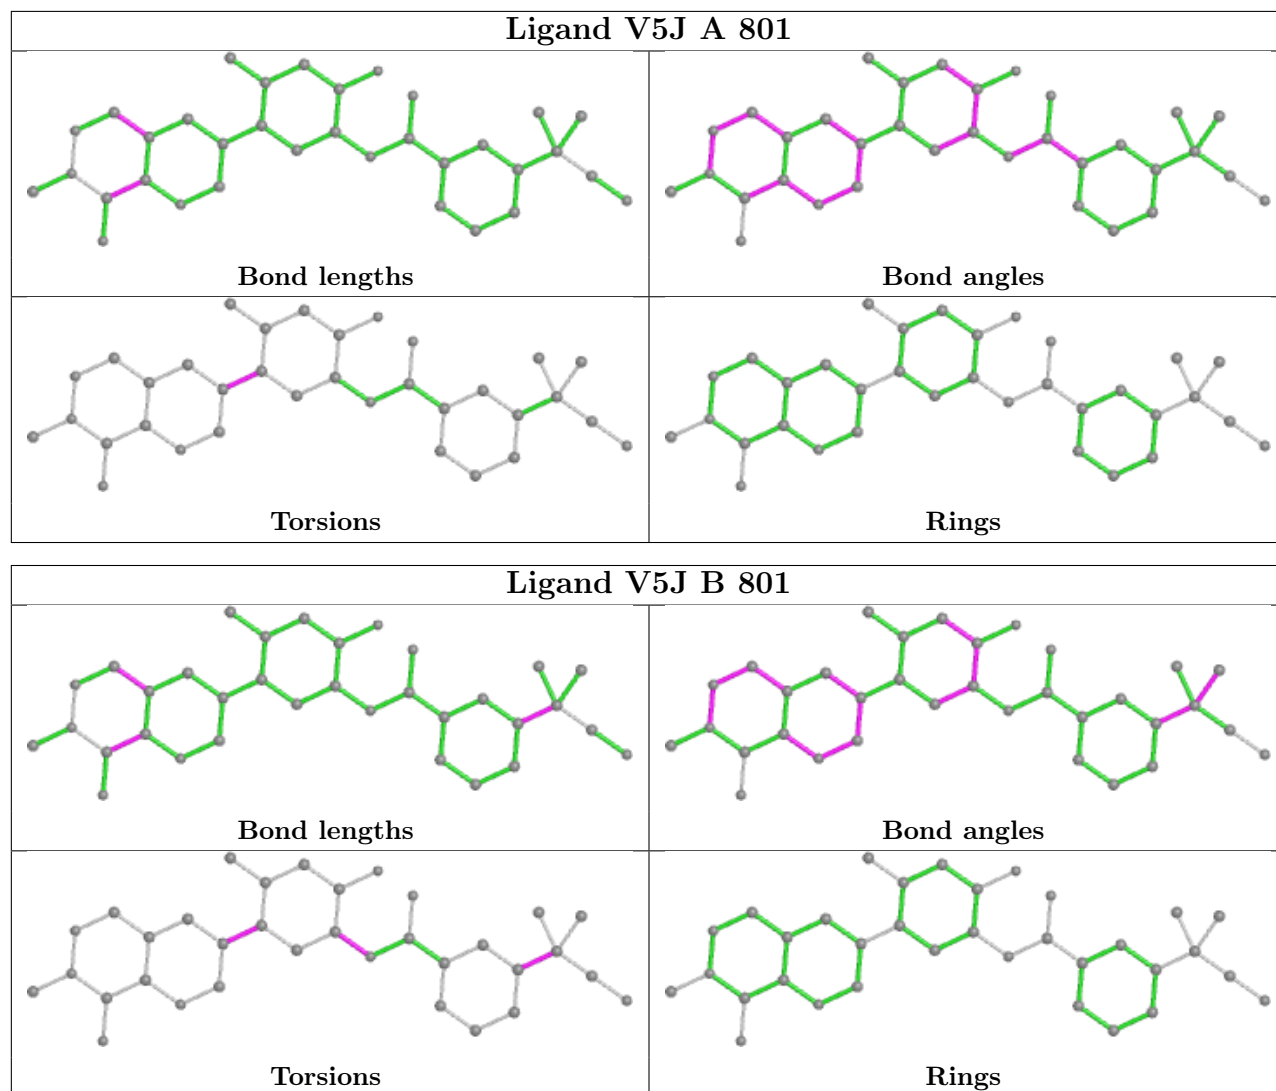 Ligand V5J A 801
Bond lengths
Bond angles
Torsions
Rings
Ligand V5J B 801
Bond lengths
Bond angles
Torsions
Rings